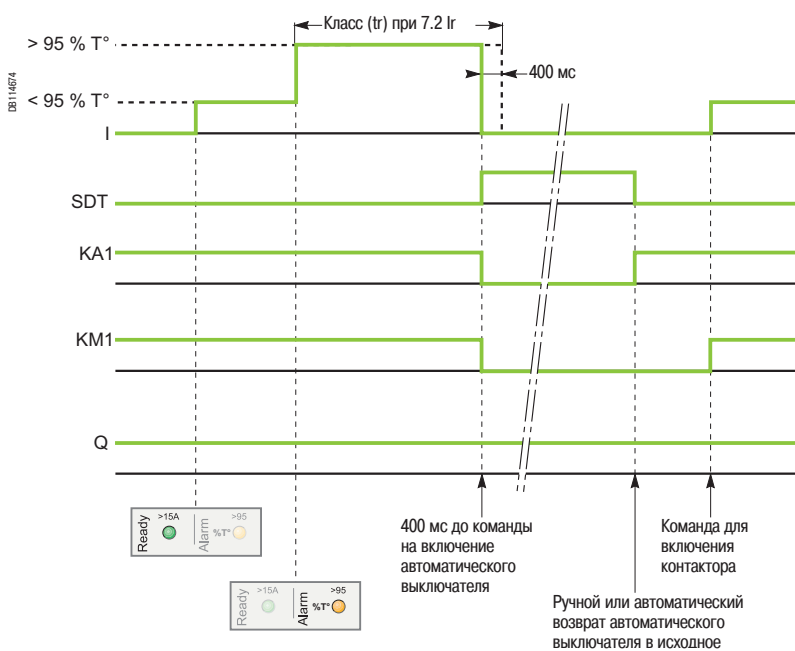 Класс (tr) при 7.2 Ir
> 95 % T°
400 мс
DB114674
< 95 % T°
I
SDT
KA1
KM1
Q
Ready >15A Alarm >95 %T°
400 мс до команды
на включение
автоматического
выключателя
Команда для
включения
контактора
Ready >15A Alarm >95 %T°
Ручной или автоматический
возврат автоматического
выключателя в исходное